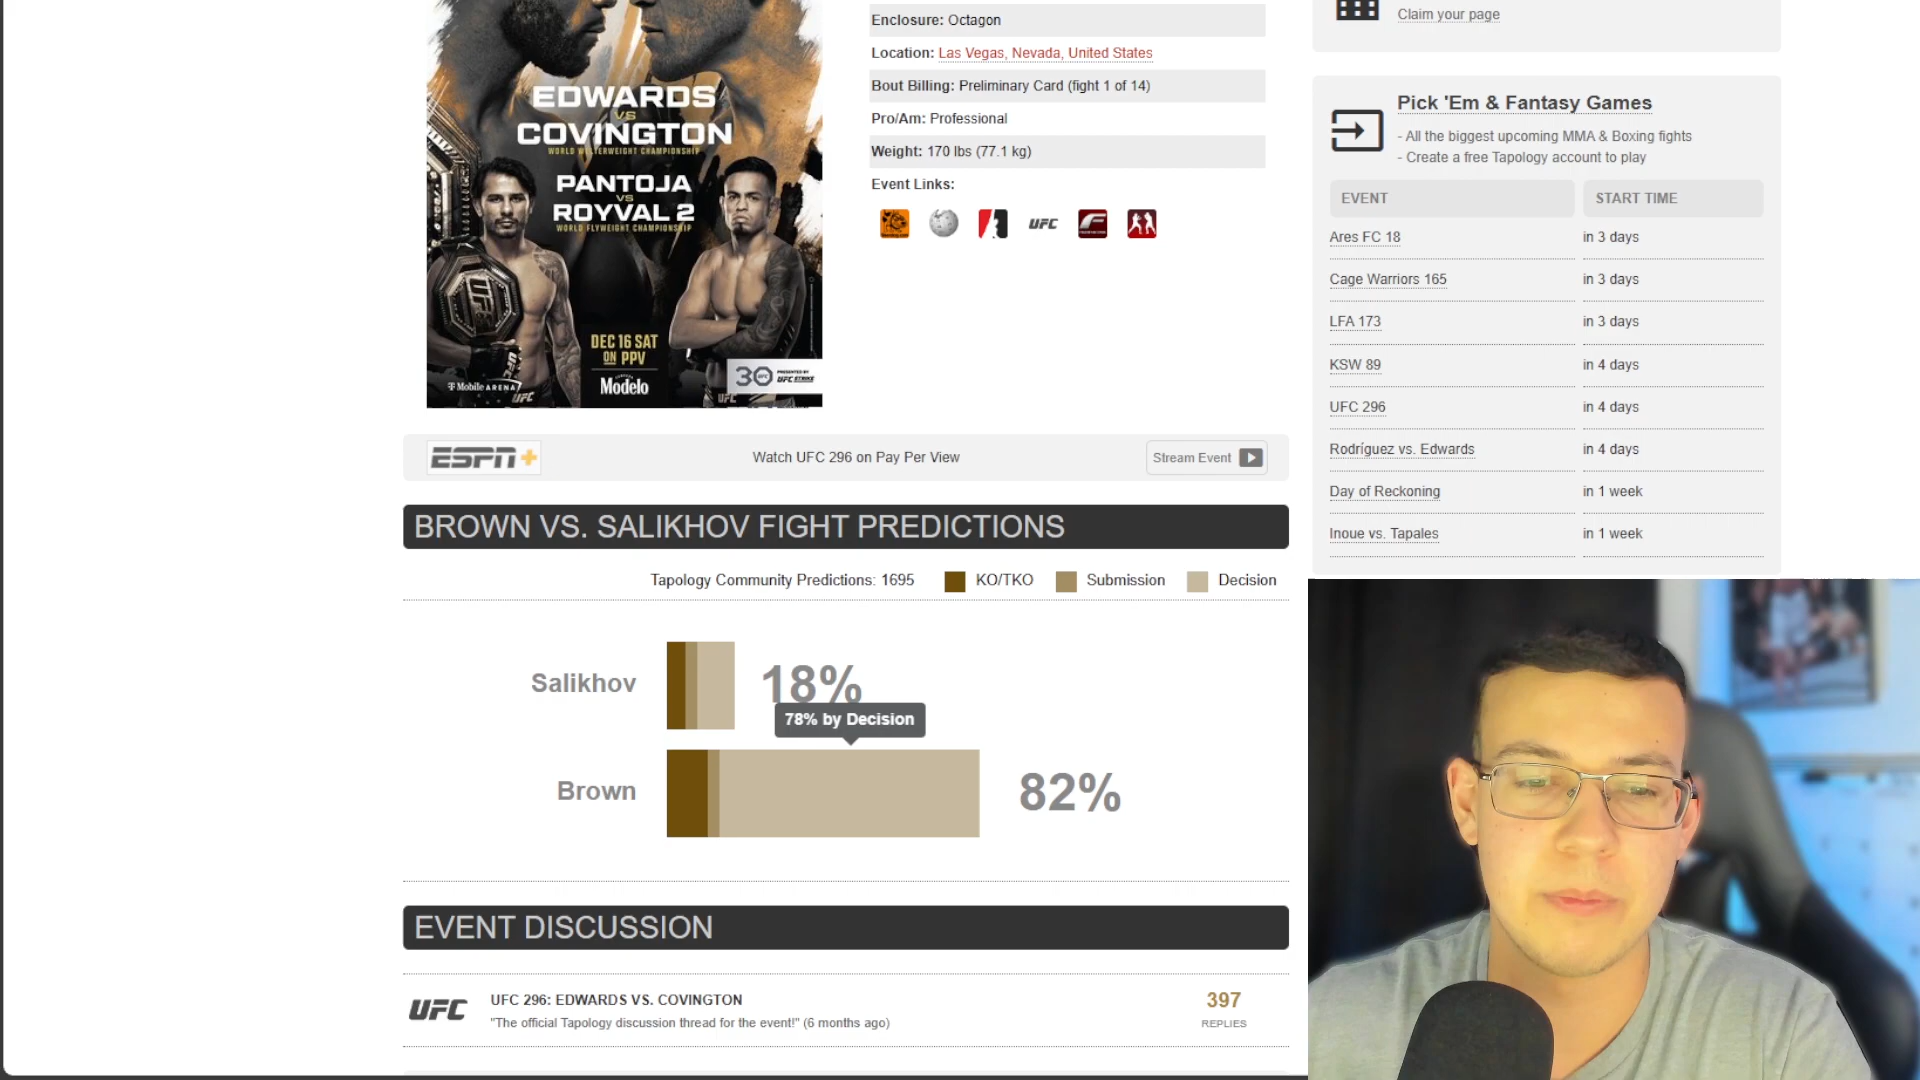 EDWARDS
VS
COVINGTON
WORLD WELTERWEIGHT CHAMPIONSHIP
PANTOJA
VS
ROYVAL 2
WORLD FLYWEIGHT CHAMPIONSHIP
UFC
DEC 16 SAT
ON PPV
Modelo
T Mobile ARENA
UFC
UFC
30 PRESENTED BY
UFC STRIKE
Enclosure: Octagon
Location: Las Vegas, Nevada, United States
Bout Billing: Preliminary Card (fight 1 of 14)
Pro/Am: Professional
Weight: 170 lbs (77.1 kg)
Event Links:
UFC
ESPN+
Watch UFC 296 on Pay Per View
Stream Event
BROWN VS. SALIKHOV FIGHT PREDICTIONS
Tapology Community Predictions: 1695 KO/TKO Submission Decision
Salikhov 18%
78% by Decision
Brown 82%
EVENT DISCUSSION
UFC UFC 296: EDWARDS VS. COVINGTON
"The official Tapology discussion thread for the event!" (6 months ago)
397
REPLIES
Claim your page
Pick 'Em & Fantasy Games
- All the biggest upcoming MMA & Boxing fights
- Create a free Tapology account to play
EVENT START TIME
Ares FC 18 in 3 days
Cage Warriors 165 in 3 days
LFA 173 in 3 days
KSW 89 in 4 days
UFC 296 in 4 days
Rodríguez vs. Edwards in 4 days
Day of Reckoning in 1 week
Inoue vs. Tapales in 1 week